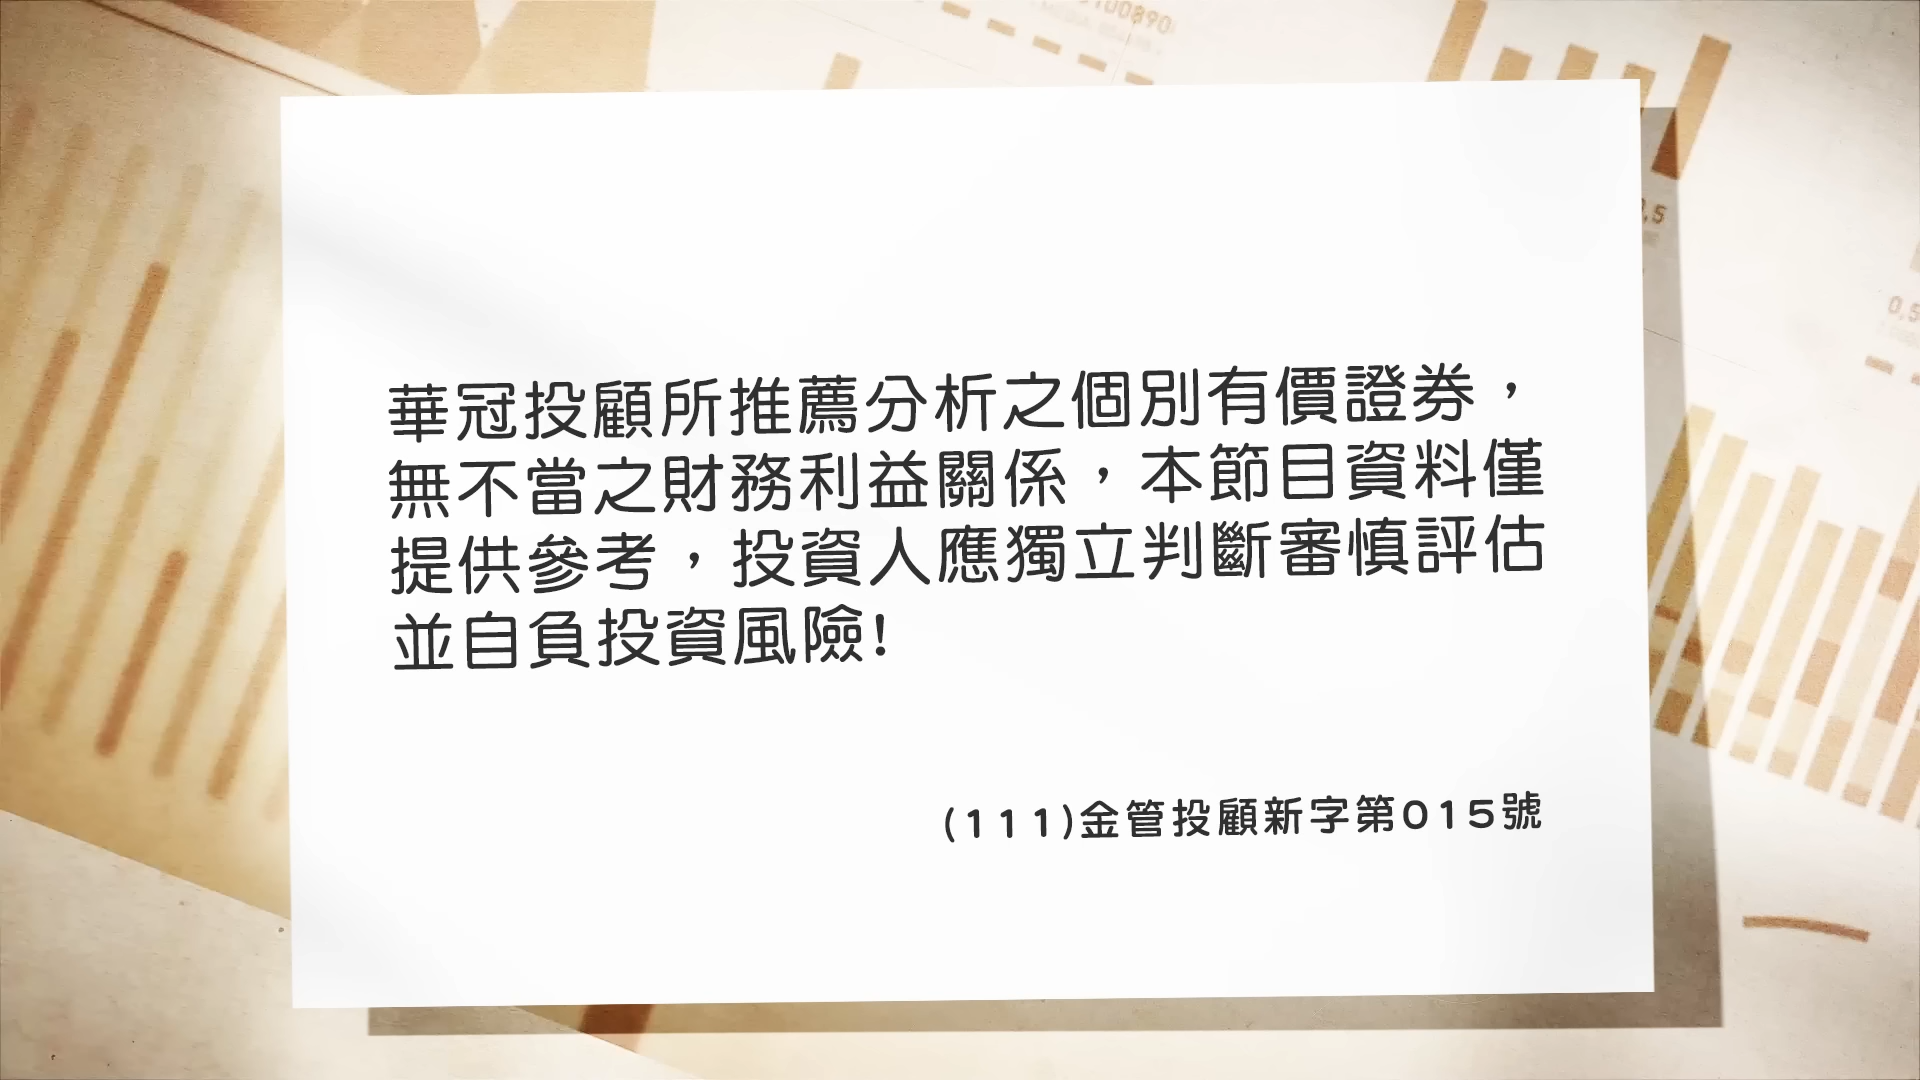 華冠投顧所推薦分析之個別有價證券，
無不當之財務利益關係，本節目資料僅
提供參考，投資人應獨立判斷審慎評估
並自負投資風險!
(111)金管投顧新字第015號